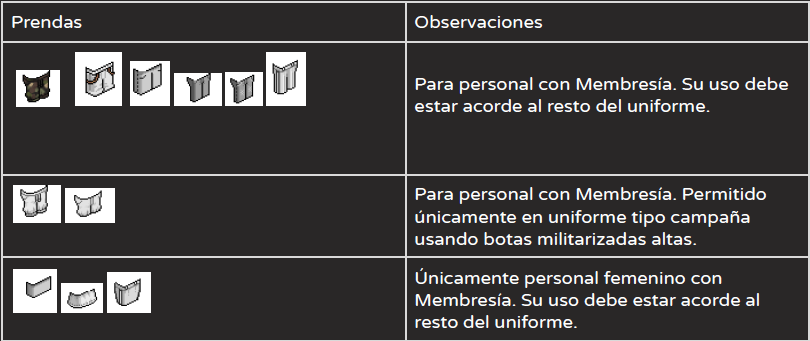 Prendas
Observaciones
Para personal con Membresía. Su uso debe
estar acorde al resto del uniforme.
Para personal con Membresía. Permitido
únicamente en uniforme tipo campaña
usando botas militarizadas altas.
Únicamente personal femenino con
Membresía. Su uso debe estar acorde al
resto del uniforme.